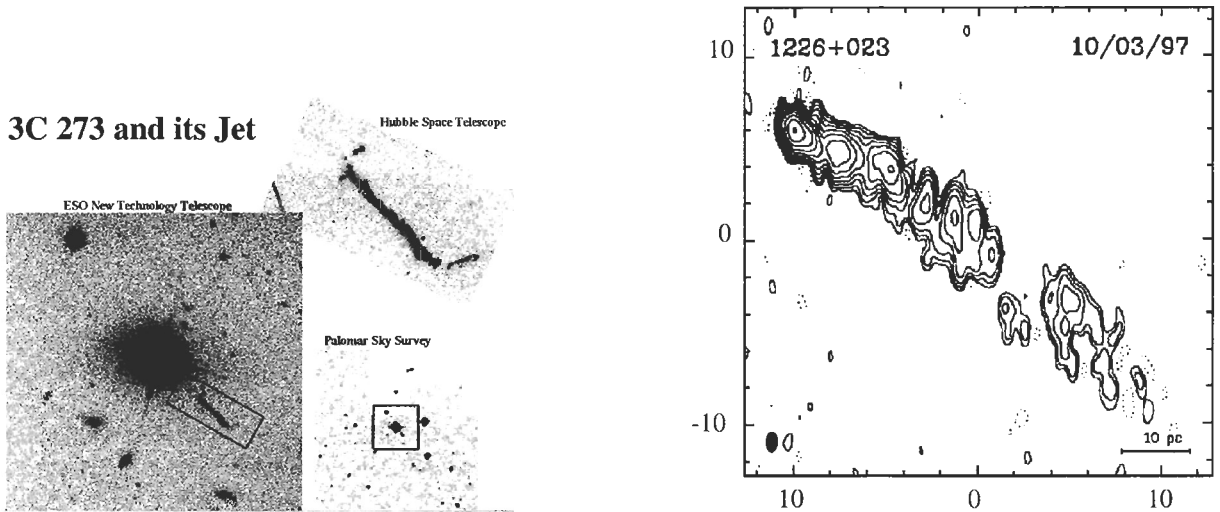 3C 273 and its Jet
Hubble Space Telescope
ESO New Technology Telescope
Palomar Sky Survey
1226+023 10/03/97
10
0
-10
10 pc
10 0 10